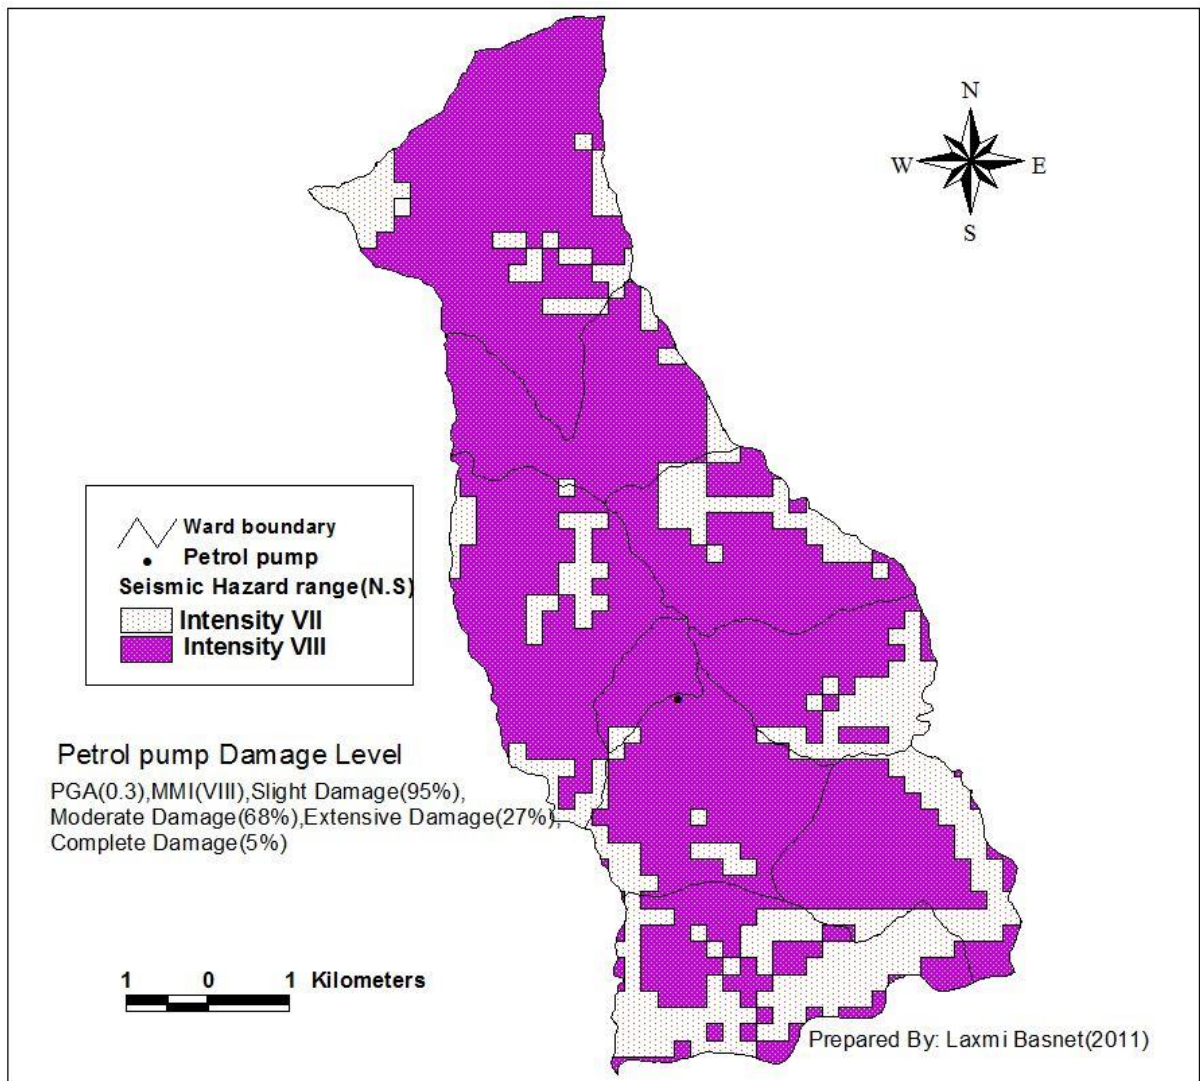 N
W E
S
Ward boundary
Petrol pump
Seismic Hazard range(N.S)
Intensity VII
Intensity VIII
Petrol pump Damage Level
PGA(0.3),MMI(VIII),Slight Damage(95%),
Moderate Damage(68%),Extensive Damage(27%),
Complete Damage(5%)
1 0 1 Kilometers
Prepared By: Laxmi Basnet(2011)